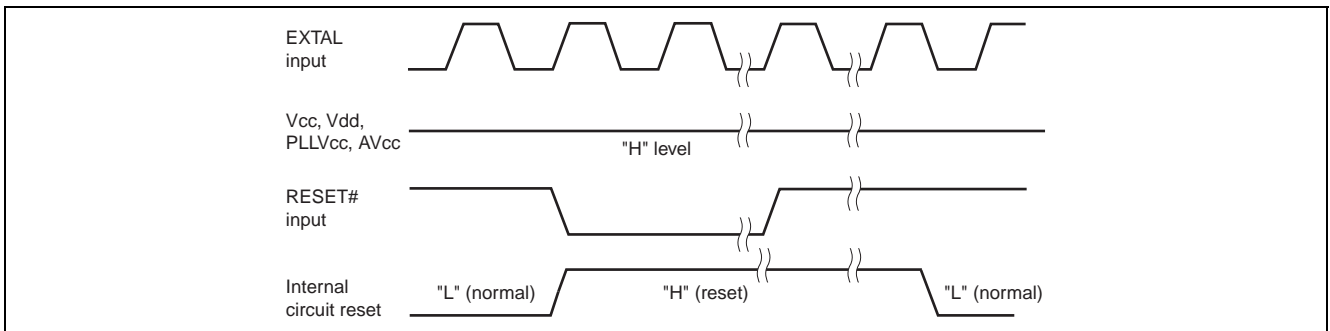 EXTAL
input
Vcc, Vdd,
PLLVcc, AVcc
"H" level
RESET#
input
Internal
circuit reset
"L" (normal)
"H" (reset)
"L" (normal)